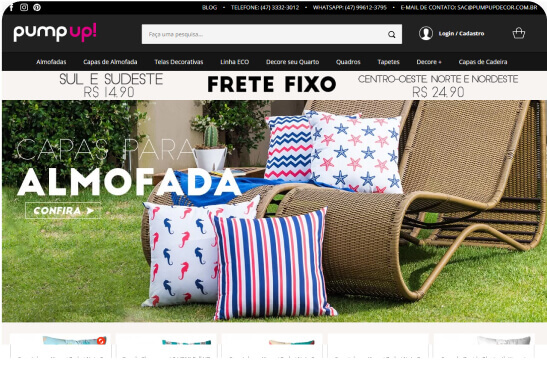 BLOG • TELEFONE: (47) 3332-3012 • WHATSAPP: (47) 99612-3795 • E-MAIL DE CONTATO: SAC@PUMPUPDECOR.COM.BR
pump up!
Faça uma pesquisa...
Login / Cadastro
Almofadas Capas de Almofada Telas Decorativas Linha ECO Decore seu Quarto Quadros Tapetes Decore + Capas de Cadeira
SUL E SUDESTE
R$ 14,90
FRETE FIXO
CENTRO-OESTE, NORTE E NORDESTE
R$ 24,90
CAPAS PARA
ALMOFADA
CONFIRA